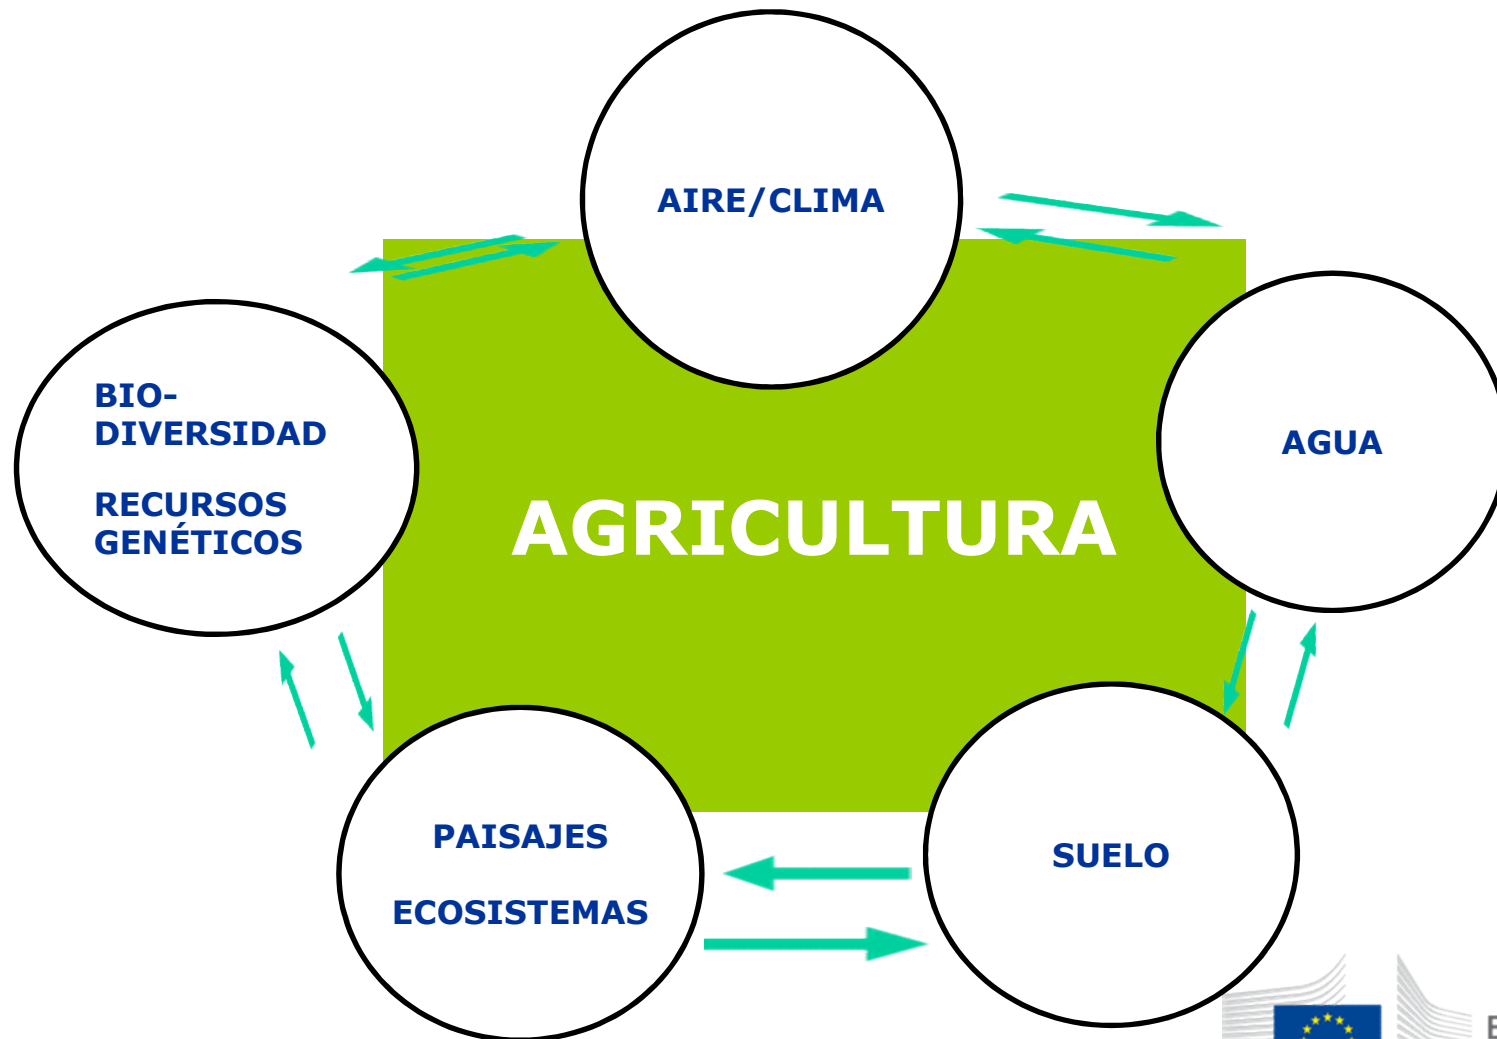 AIRE/CLIMA
BIO-
DIVERSIDAD
RECURSOS
GENÉTICOS
AGUA
AGRICULTURA
PAISAJES
ECOSISTEMAS
SUELO